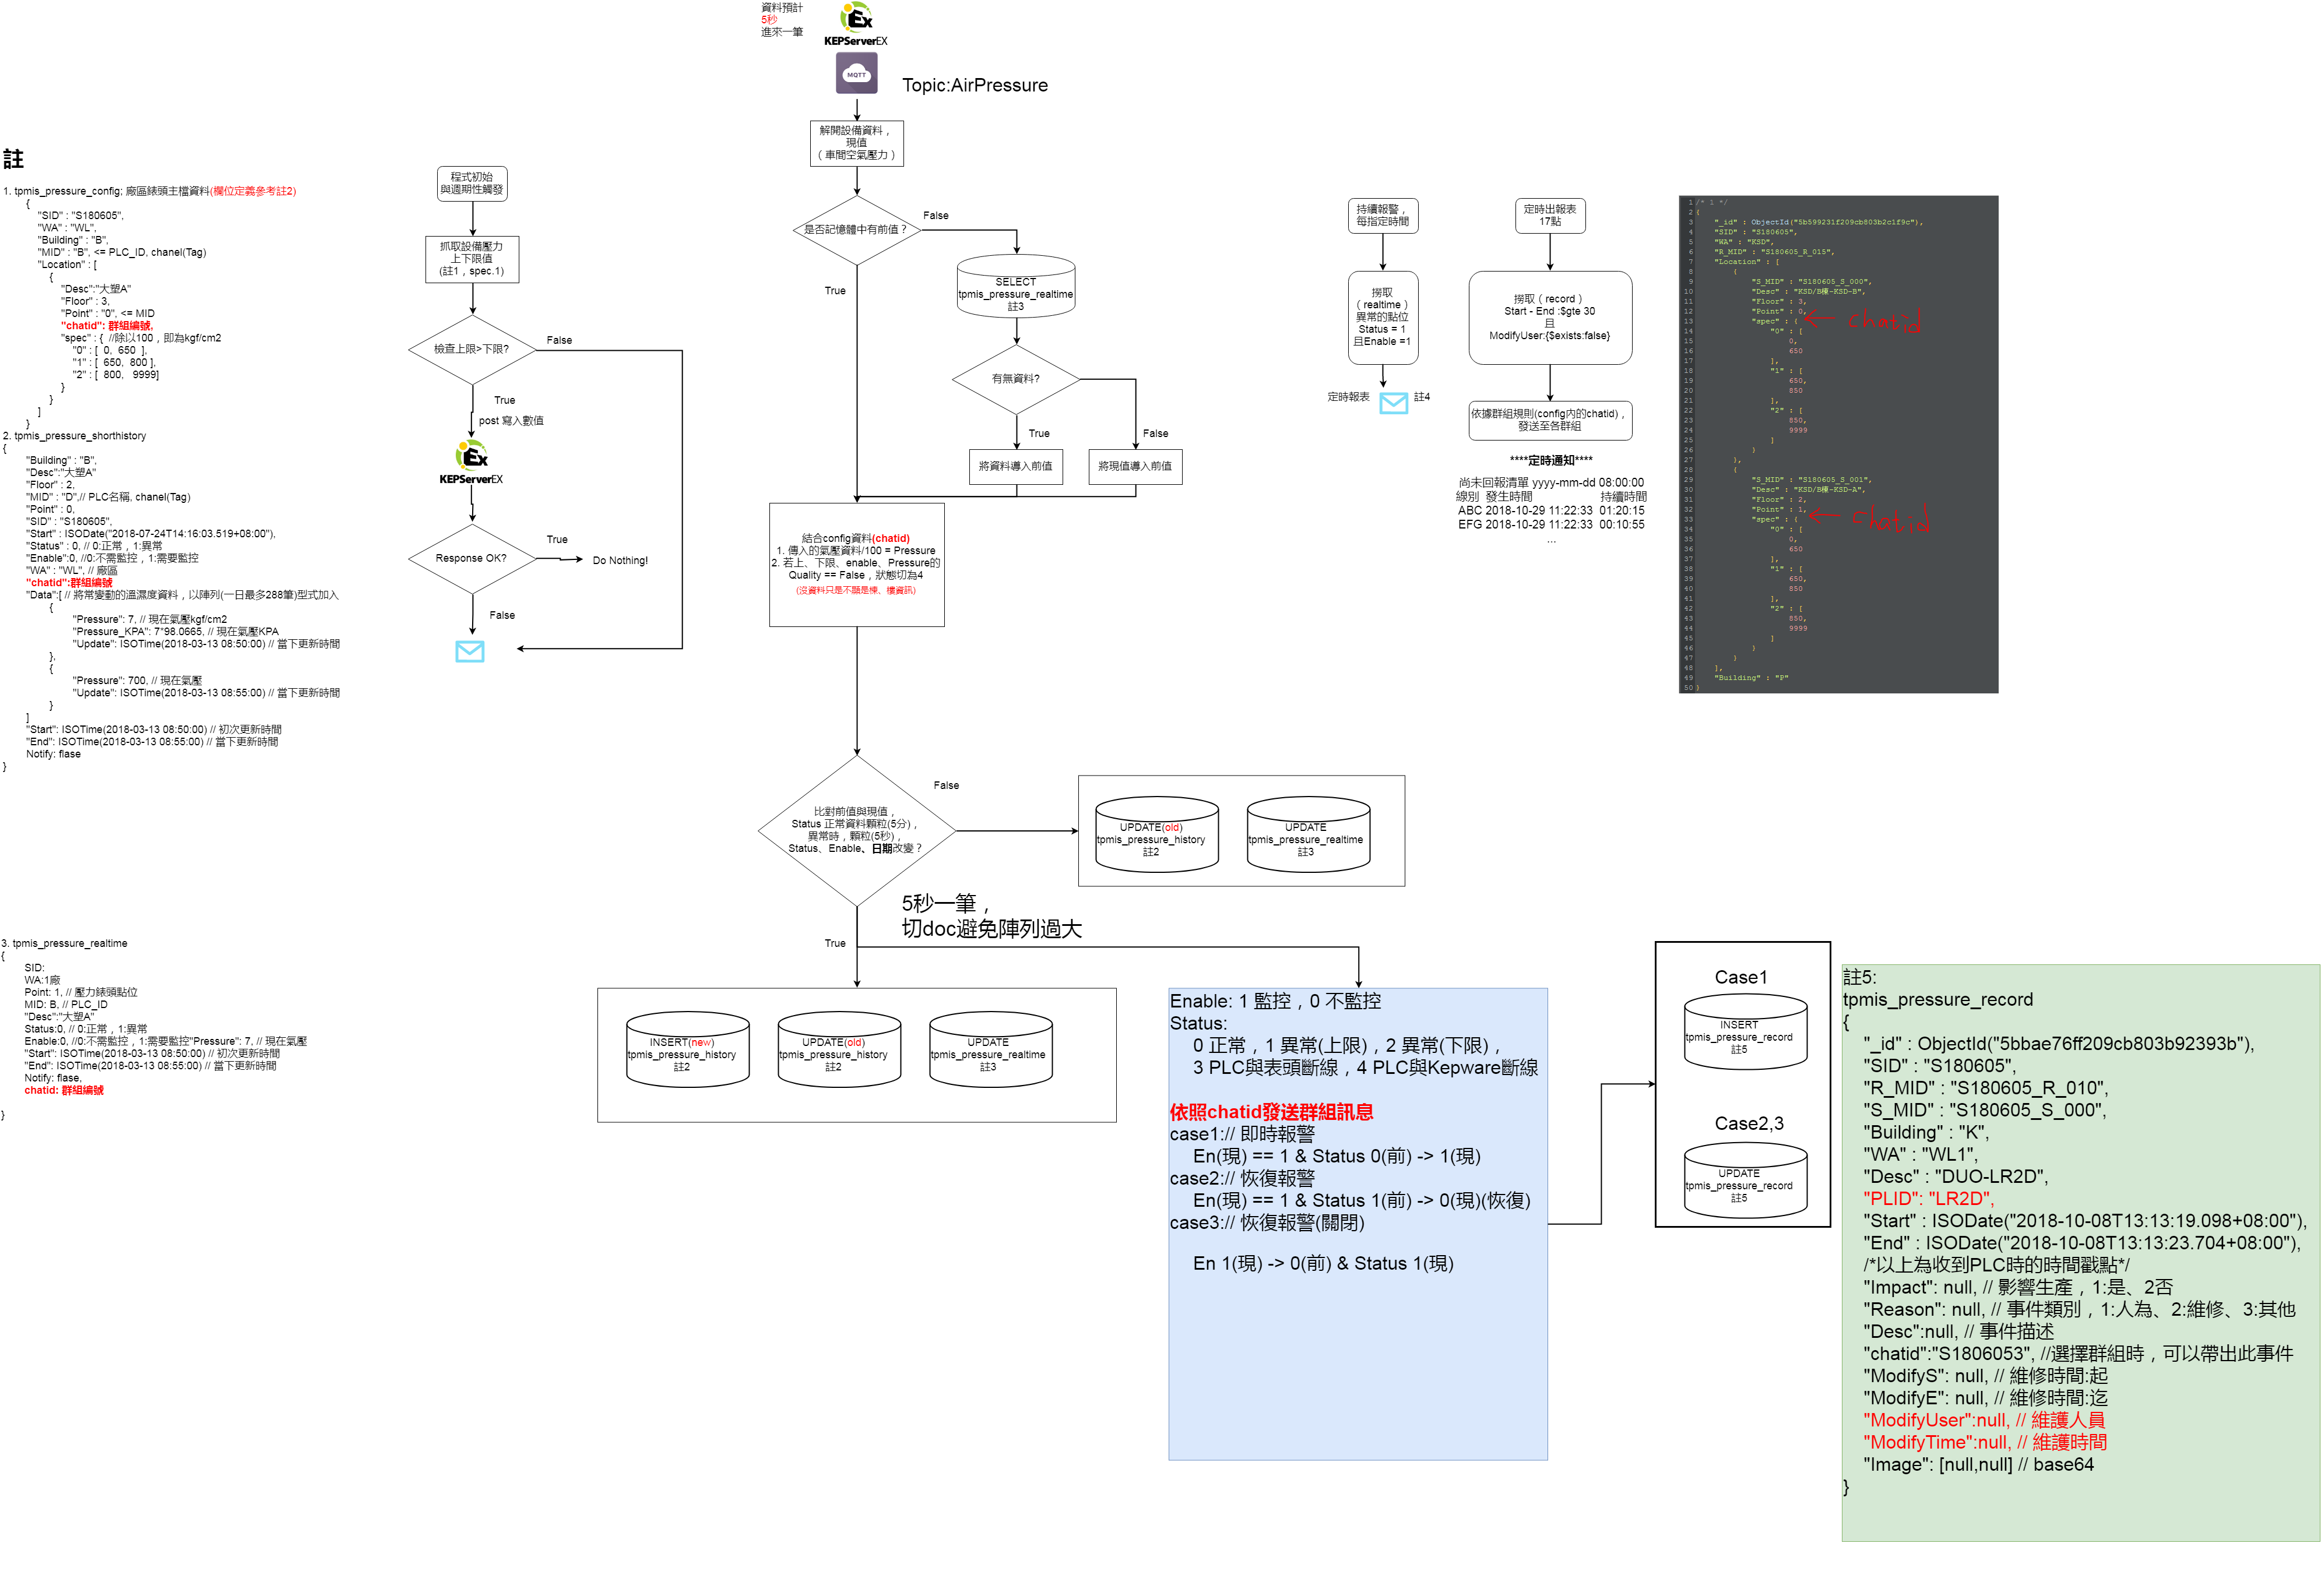 資料預計
5秒
進來一筆
Ex
KEPServerEX
MQTT
Topic:AirPressure
解開設備資料，
現值
（車間空氣壓力）
是否記憶體中有前值？
False
True
SELECT
tpmis_pressure_realtime
註3
有無資料?
True
False
將資料導入前值
將現值導入前值
結合config資料(chatid)
1. 傳入的氣壓資料/100 = Pressure
2. 若上、下限、enable、Pressure的
Quality == False，狀態切為4
(沒資料只是不顯是棟、樓資訊)
比對前值與現值，
Status 正常資料顆粒(5分)，
異常時，顆粒(5秒)，
Status、Enable、日期改變？
False
UPDATE(old)
tpmis_pressure_history
註2
UPDATE
tpmis_pressure_realtime
註3
5秒一筆，
切doc避免陣列過大
True
INSERT(new)
tpmis_pressure_history
註2
UPDATE(old)
tpmis_pressure_history
註2
UPDATE
tpmis_pressure_realtime
註3
Enable: 1 監控，0 不監控
Status:
0 正常，1 異常(上限)，2 異常(下限)，
3 PLC與表頭斷線，4 PLC與Kepware斷線
依照chatid發送群組訊息
case1:// 即時報警
En(現) == 1 & Status 0(前) -> 1(現)
case2:// 恢復報警
En(現) == 1 & Status 1(前) -> 0(現)(恢復)
case3:// 恢復報警(關閉)
En 1(現) -> 0(前) & Status 1(現)
Case1
INSERT
tpmis_pressure_record
註5
Case2,3
UPDATE
tpmis_pressure_record
註5
註5:
tpmis_pressure_record
{
"_id" : ObjectId("5bbae76ff209cb803b92393b"),
"SID" : "S180605",
"R_MID" : "S180605_R_010",
"S_MID" : "S180605_S_000",
"Building" : "K",
"WA" : "WL1",
"Desc" : "DUO-LR2D",
"PLID": "LR2D",
"Start" : ISODate("2018-10-08T13:13:19.098+08:00"),
"End" : ISODate("2018-10-08T13:13:23.704+08:00"),
/*以上為收到PLC時的時間戳點*/
"Impact": null, // 影響生產，1:是、2否
"Reason": null, // 事件類別，1:人為、2:維修、3:其他
"Desc":null, // 事件描述
"chatid":"S1806053", //選擇群組時，可以帶出此事件
"ModifyS": null, // 維修時間:起
"ModifyE": null, // 維修時間:迄
"ModifyUser":null, // 維護人員
"ModifyTime":null, // 維護時間
"Image": [null,null] // base64
}
註
1. tpmis_pressure_config; 廠區錶頭主檔資料(欄位定義參考註2)
{
"SID" : "S180605",
"WA" : "WL",
"Building" : "B",
"MID" : "B", <= PLC_ID, chanel(Tag)
"Location" : [
{
"Desc":"大塑A"
"Floor" : 3,
"Point" : "0", <= MID
"chatid": 群組編號,
"spec" : { //除以100，即為kgf/cm2
"0" : [ 0, 650 ],
"1" : [ 650, 800 ],
"2" : [ 800, 9999]
}
}
]
}
2. tpmis_pressure_shorthistory
{
"Building" : "B",
"Desc":"大塑A"
"Floor" : 2,
"MID" : "D",// PLC名稱, chanel(Tag)
"Point" : 0,
"SID" : "S180605",
"Start" : ISODate("2018-07-24T14:16:03.519+08:00"),
"Status" : 0, // 0:正常，1:異常
"Enable":0, //0:不需監控，1:需要監控
"WA" : "WL", // 廠區
"chatid":群組編號
"Data":[ // 將常變動的溫濕度資料，以陣列(一日最多288筆)型式加入
{
"Pressure": 7, // 現在氣壓kgf/cm2
"Pressure_KPA": 7*98.0665, // 現在氣壓KPA
"Update": ISOTime(2018-03-13 08:50:00) // 當下更新時間
},
{
"Pressure": 700, // 現在氣壓
"Update": ISOTime(2018-03-13 08:55:00) // 當下更新時間
}
]
"Start": ISOTime(2018-03-13 08:50:00) // 初次更新時間
"End": ISOTime(2018-03-13 08:55:00) // 當下更新時間
Notify: flase
}
3. tpmis_pressure_realtime
{
SID:
WA:1廠
Point: 1, // 壓力錶頭點位
MID: B, // PLC_ID
"Desc":"大塑A"
Status:0, // 0:正常，1:異常
Enable:0, //0:不需監控，1:需要監控"Pressure": 7, // 現在氣壓
"Start": ISOTime(2018-03-13 08:50:00) // 初次更新時間
"End": ISOTime(2018-03-13 08:55:00) // 當下更新時間
Notify: flase,
chatid: 群組編號
}
程式初始
與週期性觸發
抓取設備壓力
上下限值
(註1，spec.1)
檢查上限>下限?
False
True
post 寫入數值
Ex
KEPServerEX
Response OK?
True
Do Nothing!
False
持續報警，
每指定時間
撈取
（realtime）
異常的點位
Status = 1
且Enable =1
定時報表
註4
定時出報表
17點
撈取（record）
Start - End :$gte 30
且
ModifyUser:{$exists:false}
依據群組規則(config內的chatid)，
發送至各群組
****定時通知****
尚未回報清單 yyyy-mm-dd 08:00:00
線別 發生時間 持續時間
ABC 2018-10-29 11:22:33 01:20:15
EFG 2018-10-29 11:22:33 00:10:55
...
1 /* 1 */
2 {
3 "_id" : ObjectId("5b599231f209cb803b2c1f9c"),
4 "SID" : "S180605",
5 "WA" : "KSD",
6 "R_MID" : "S180605_R_015",
7 "Location" : [
8 {
9 "S_MID" : "S180605_S_000",
10 "Desc" : "KSD/B棟-KSD-B",
11 "Floor" : 3,
12 "Point" : 0, ← chatid
13 "spec" : {
14 "0" : [
15 0,
16 650
17 ],
18 "1" : [
19 650,
20 850
21 ],
22 "2" : [
23 850,
24 9999
25 ]
26 }
27 },
28 {
29 "S_MID" : "S180605_S_001",
30 "Desc" : "KSD/B棟-KSD-A",
31 "Floor" : 2,
32 "Point" : 1, ← chatid
33 "spec" : {
34 "0" : [
35 0,
36 650
37 ],
38 "1" : [
39 650,
40 850
41 ],
42 "2" : [
43 850,
44 9999
45 ]
46 }
47 }
48 ],
49 "Building" : "P"
50 }